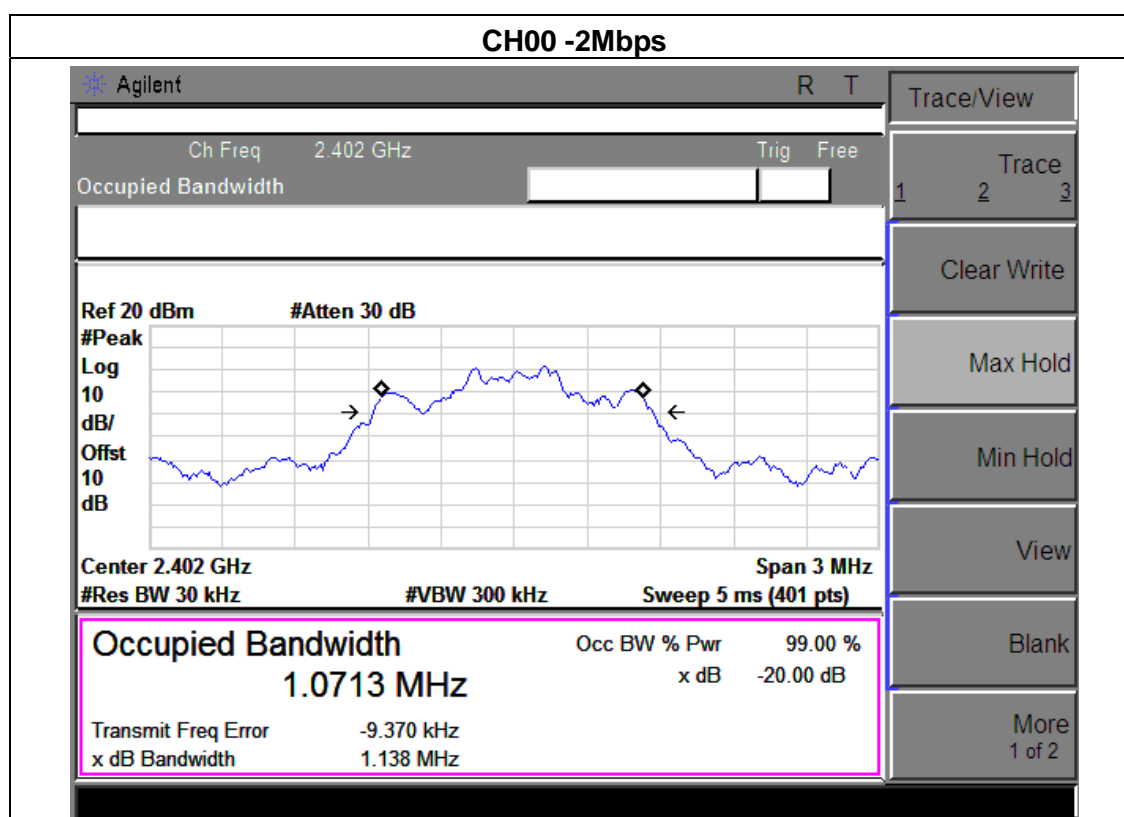 CH00 -2Mbps
Agilent R T
Ch Freq 2.402 GHz Trig Free
Occupied Bandwidth
Ref 20 dBm #Atten 30 dB
#Peak
Log
10
dB/
Offst
10
dB
Center 2.402 GHz Span 3 MHz
#Res BW 30 kHz #VBW 300 kHz Sweep 5 ms (401 pts)
Occupied Bandwidth Occ BW % Pwr 99.00 %
1.0713 MHz x dB -20.00 dB
Transmit Freq Error -9.370 kHz
x dB Bandwidth 1.138 MHz
Trace/View
Trace
1 2 3
Clear Write
Max Hold
Min Hold
View
Blank
More
1 of 2